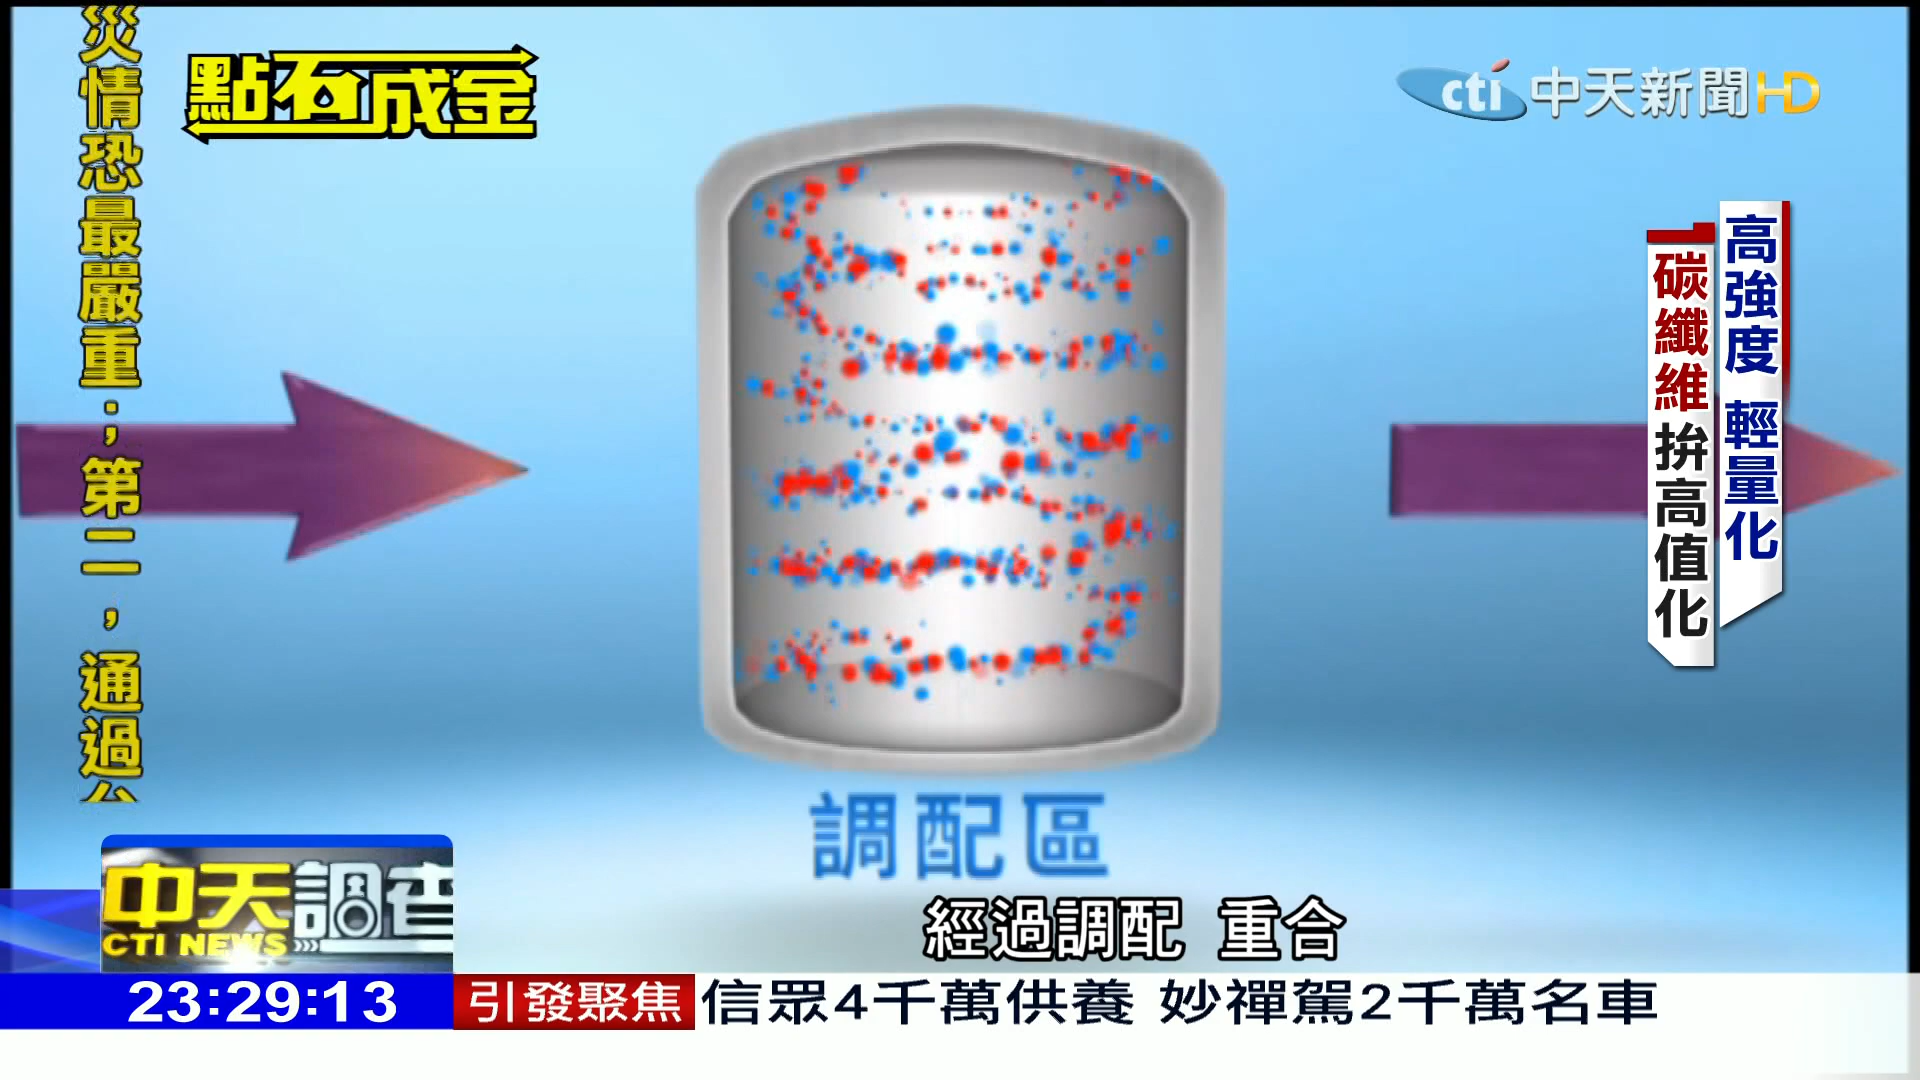 災情恐最嚴重；第二，通過台
點石成金
cti 中天新聞HD
高強度 輕量化
碳纖維拚高值化
調配區
經過調配 重合
中天調查
CTI NEWS
23:29:13
引發聚焦 信眾4千萬供養 妙禪駕2千萬名車